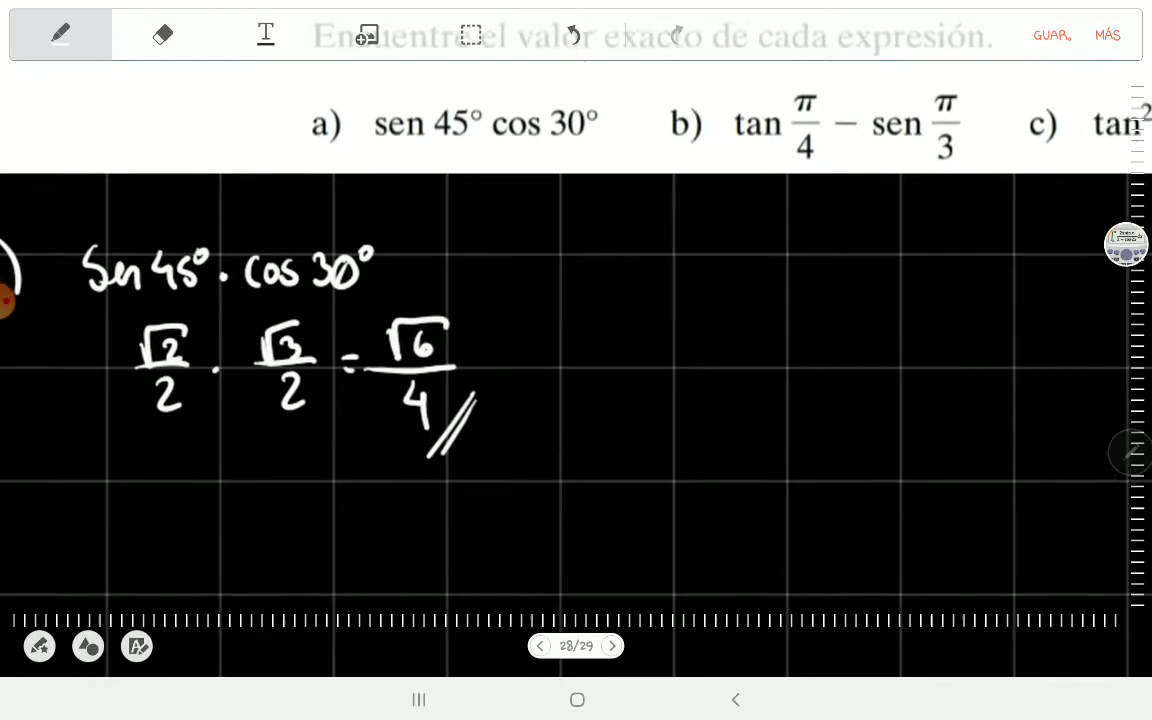 Encuentre el valor exacto de cada expresión.
GUAR.
MÁS
a) sen 45° cos 30° b) tan π/4 − sen π/3 c) tan²
) Sen 45° · cos 30°
√2/2 · √3/2 = √6/4 //
28/29